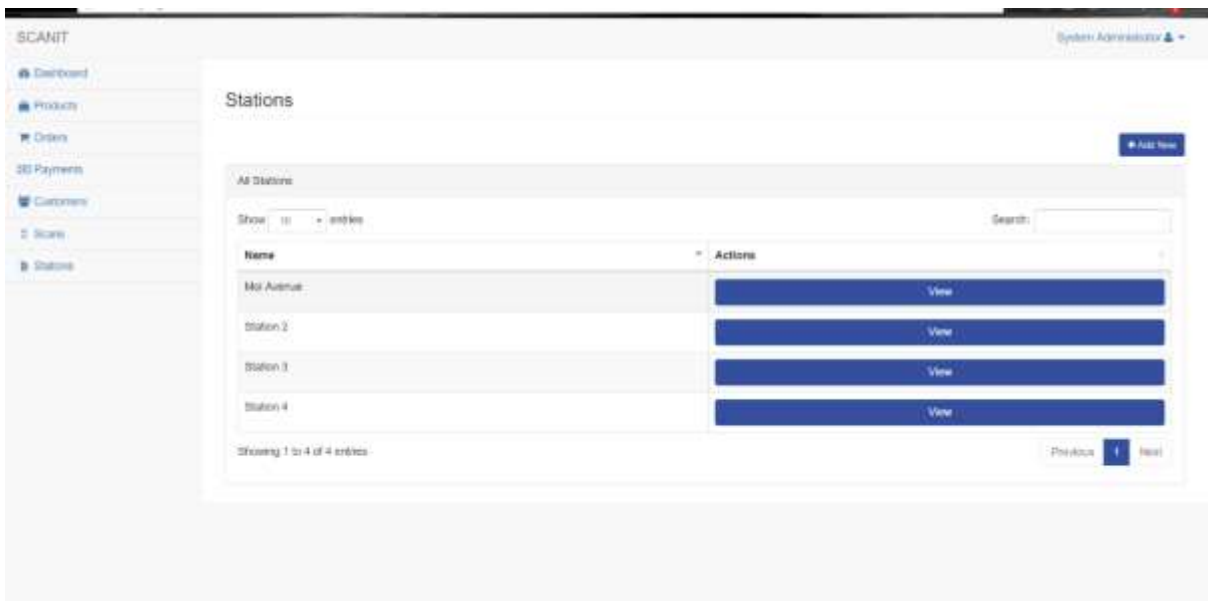 SCANIT
System Administrator
Dashboard
Products
Orders
Payments
Customers
Scans
Stations
Stations
Add New
All Stations
Show 10 entries
Search:
Name Actions
Moi Avenue View
Station 2 View
Station 3 View
Station 4 View
Showing 1 to 4 of 4 entries
Previous 1 Next